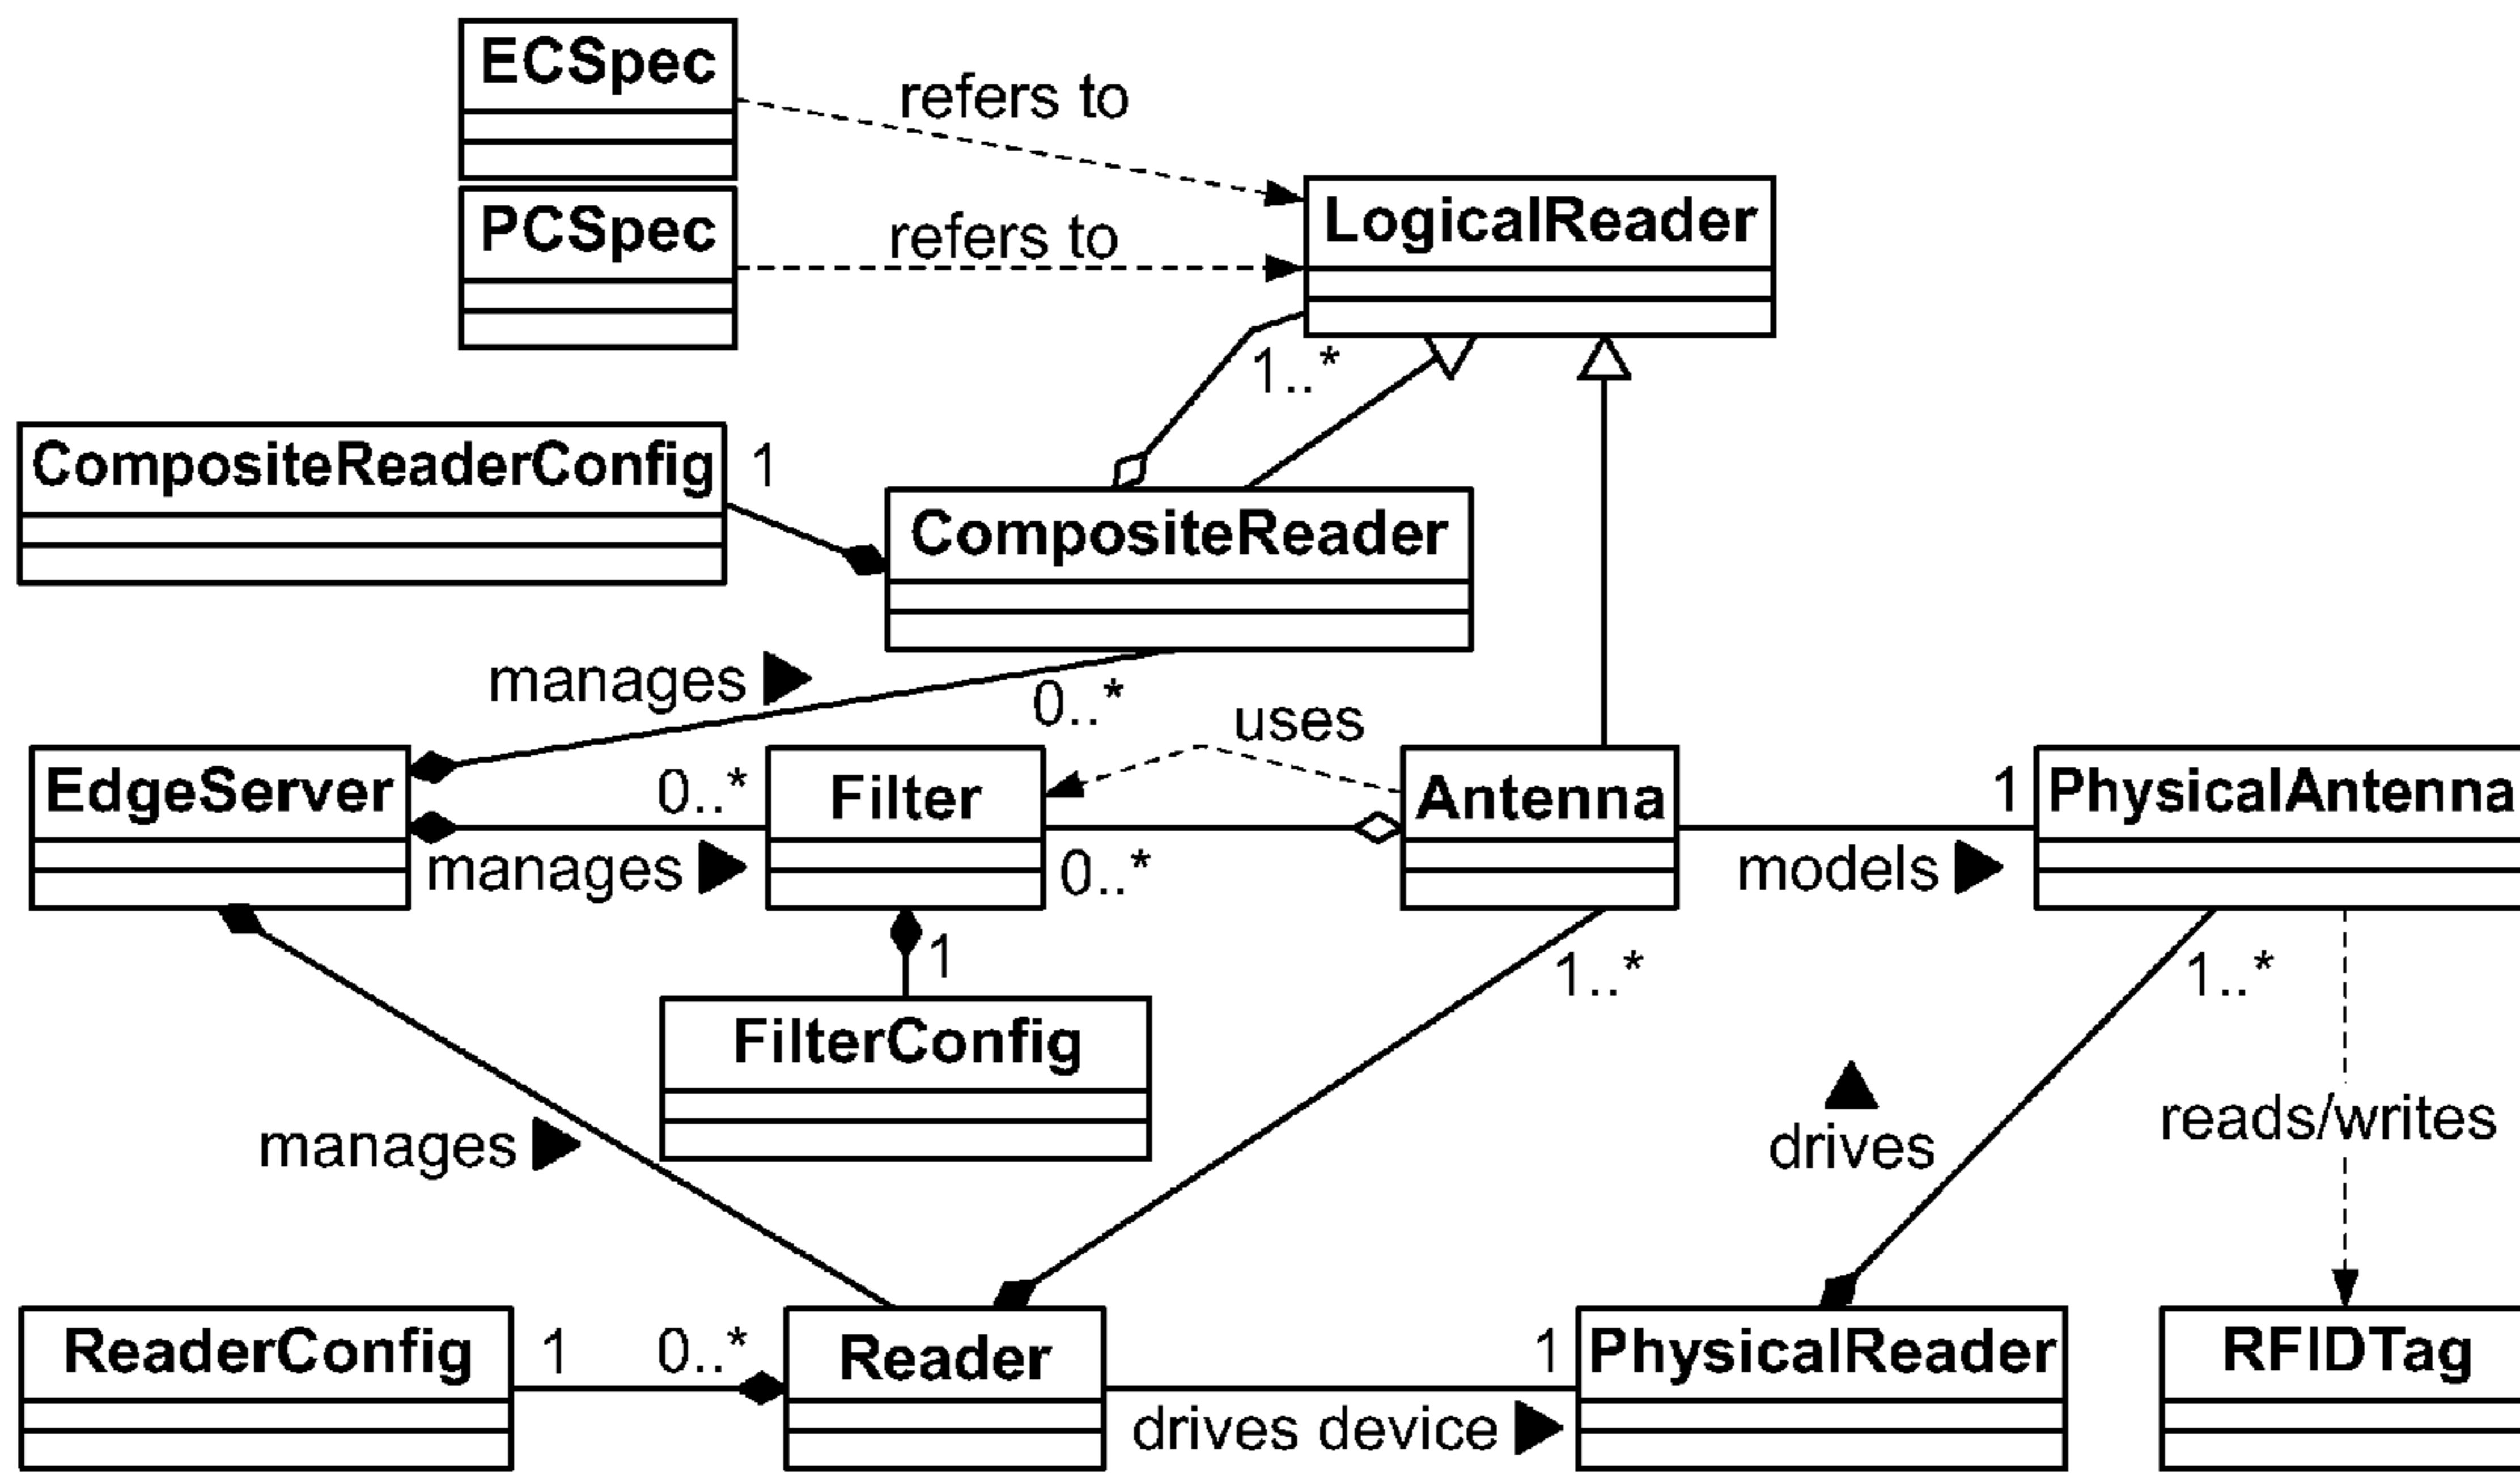 ECSpec
refers to
PCSpec
refers to
LogicalReader
1..*
CompositeReaderConfig
1
CompositeReader
manages
0..*
uses
EdgeServer
0..*
Filter
Antenna
1
PhysicalAntenna
manages
0..*
models
1
1..*
1..*
FilterConfig
manages
drives
reads/writes
ReaderConfig
1
0..*
Reader
1
PhysicalReader
RFIDTag
drives device